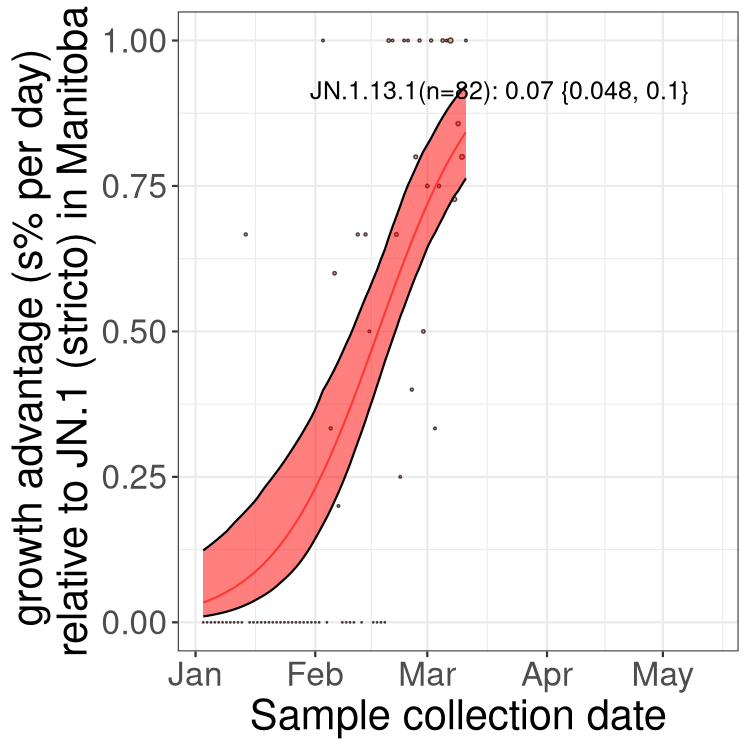 growth advantage (s% per day)
relative to JN.1 (stricto) in Manitoba
1.00
0.75
0.50
0.25
0.00
JN.1.13.1(n=82): 0.07 {0.048, 0.1}
Jan Feb Mar Apr May
Sample collection date